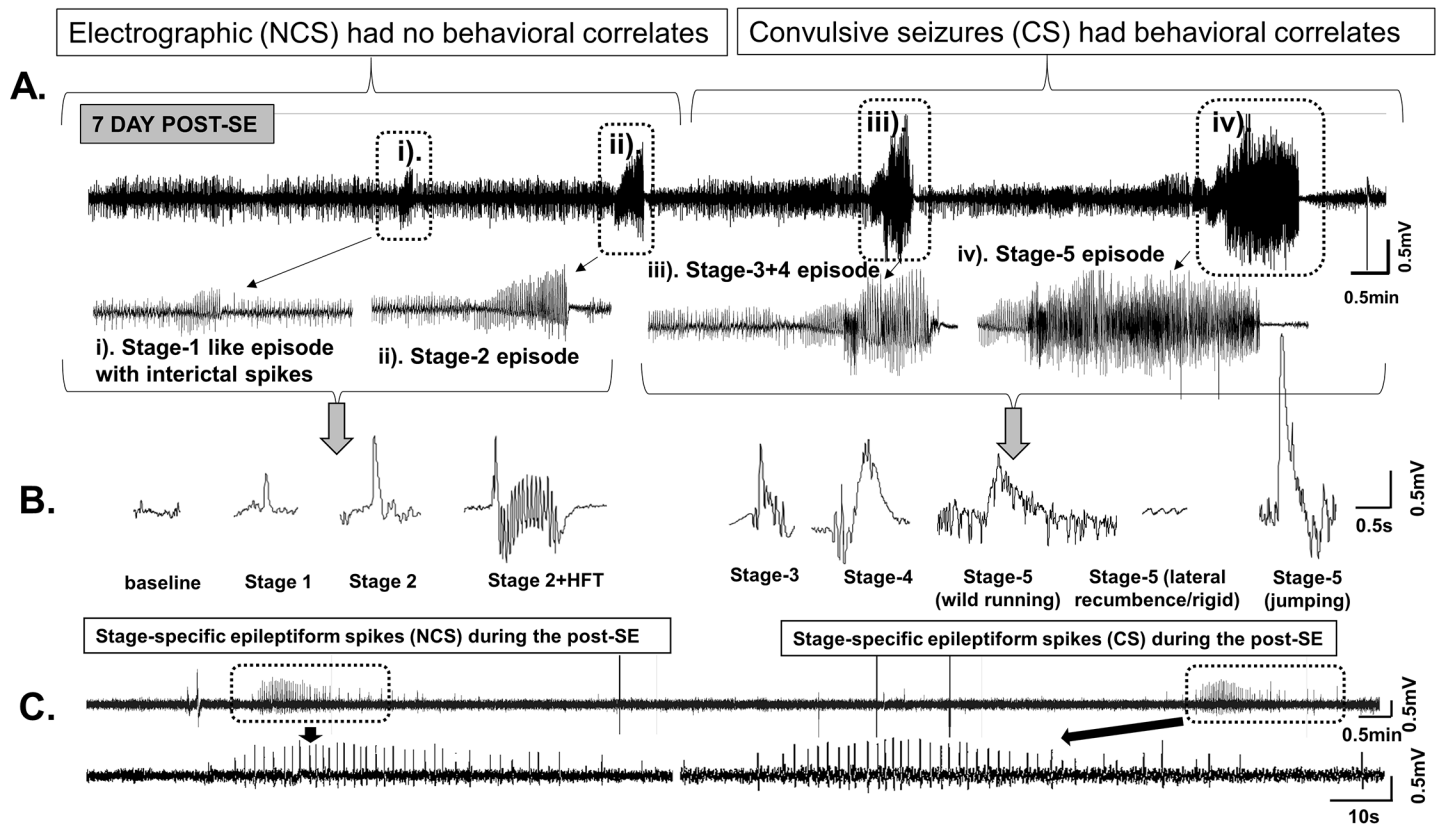 Electrographic (NCS) had no behavioral correlates
Convulsive seizures (CS) had behavioral correlates
A.
7 DAY POST-SE
i).
ii).
iii).
iv).
0.5mV
0.5min
i). Stage-1 like episode
with interictal spikes
ii). Stage-2 episode
iii). Stage-3+4 episode
iv). Stage-5 episode
B.
0.5mV
0.5s
baseline
Stage 1
Stage 2
Stage 2+HFT
Stage-3
Stage-4
Stage-5
(wild running)
Stage-5 (lateral
recumbence/rigid)
Stage-5
(jumping)
Stage-specific epileptiform spikes (NCS) during the post-SE
Stage-specific epileptiform spikes (CS) during the post-SE
C.
0.5mV
0.5min
0.5mV
10s